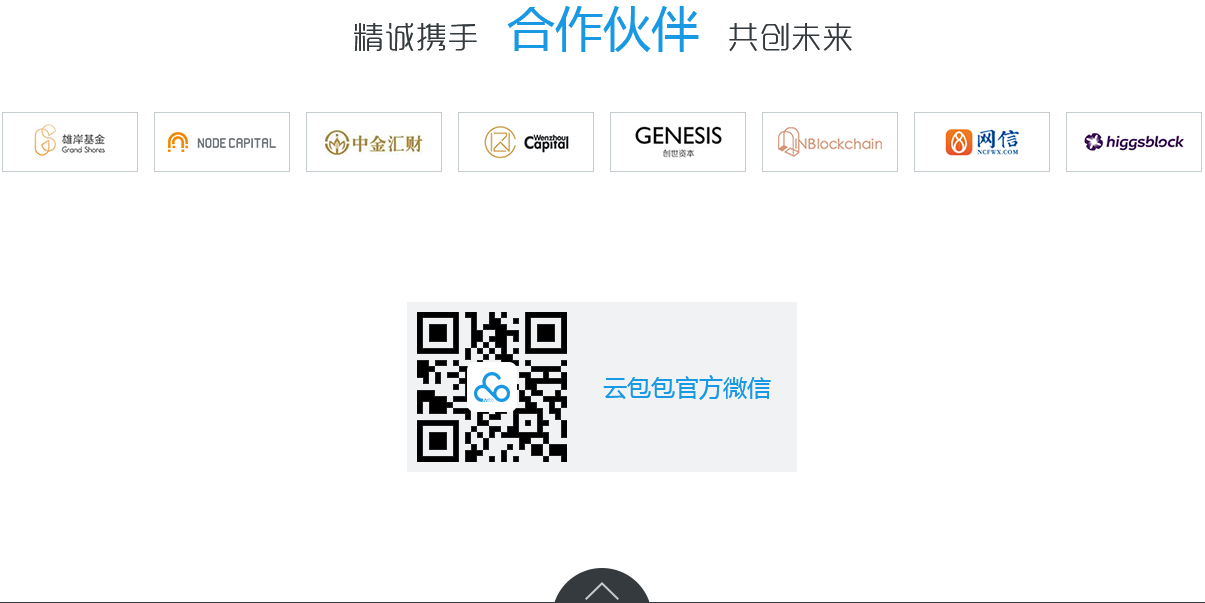 精诚携手 合作伙伴 共创未来
雄岸基金
Grand Shores
NODE CAPITAL
中金汇财
Wenzhou
Capital
GENESIS
创世资本
NBlockchain
网信
NCFWX.COM
higgsblock
云包包官方微信